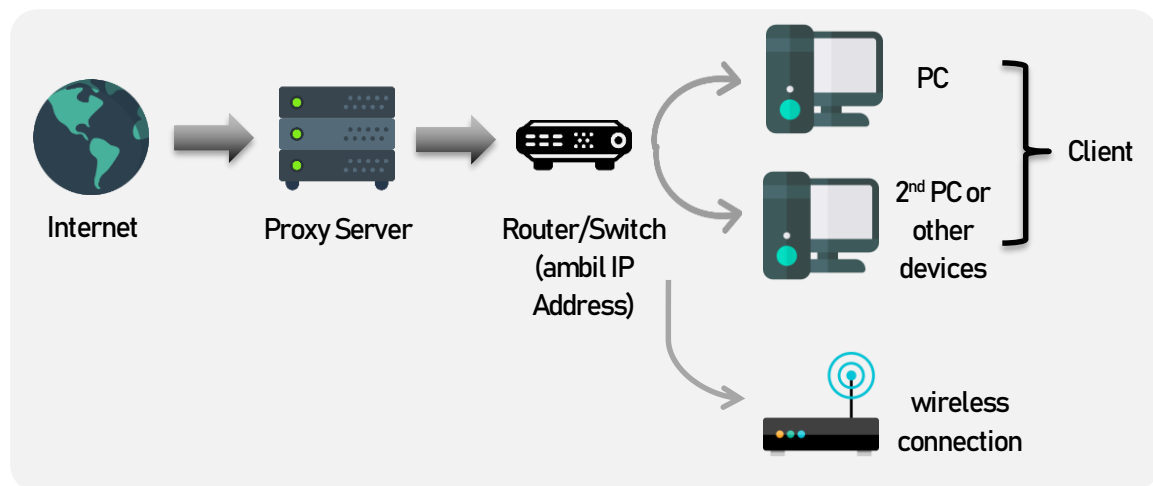 Internet
Proxy Server
Router/Switch
(ambil IP
Address)
PC
2nd PC or
other
devices
Client
wireless
connection